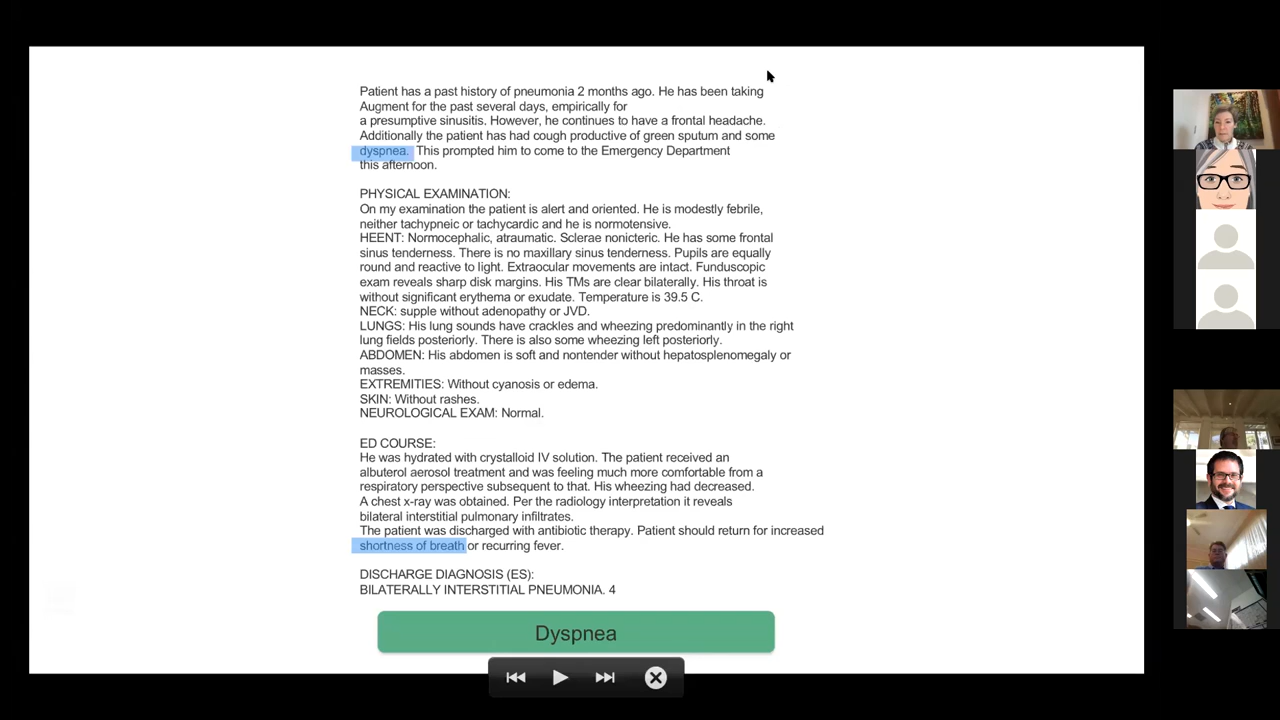 Patient has a past history of pneumonia 2 months ago. He has been taking
Augment for the past several days, empirically for
a presumptive sinusitis. However, he continues to have a frontal headache.
Additionally the patient has had cough productive of green sputum and some
dyspnea. This prompted him to come to the Emergency Department
this afternoon.
PHYSICAL EXAMINATION:
On my examination the patient is alert and oriented. He is modestly febrile,
neither tachypneic or tachycardic and he is normotensive.
HEENT: Normocephalic, atraumatic. Sclerae nonicteric. He has some frontal
sinus tenderness. There is no maxillary sinus tenderness. Pupils are equally
round and reactive to light. Extraocular movements are intact. Funduscopic
exam reveals sharp disk margins. His TMs are clear bilaterally. His throat is
without significant erythema or exudate. Temperature is 39.5 C.
NECK: supple without adenopathy or JVD.
LUNGS: His lung sounds have crackles and wheezing predominantly in the right
lung fields posteriorly. There is also some wheezing left posteriorly.
ABDOMEN: His abdomen is soft and nontender without hepatosplenomegaly or
masses.
EXTREMITIES: Without cyanosis or edema.
SKIN: Without rashes.
NEUROLOGICAL EXAM: Normal.
ED COURSE:
He was hydrated with crystalloid IV solution. The patient received an
albuterol aerosol treatment and was feeling much more comfortable from a
respiratory perspective subsequent to that. His wheezing had decreased.
A chest x-ray was obtained. Per the radiology interpretation it reveals
bilateral interstitial pulmonary infiltrates.
The patient was discharged with antibiotic therapy. Patient should return for increased
shortness of breath or recurring fever.
DISCHARGE DIAGNOSIS (ES):
BILATERALLY INTERSTITIAL PNEUMONIA. 4
Dyspnea